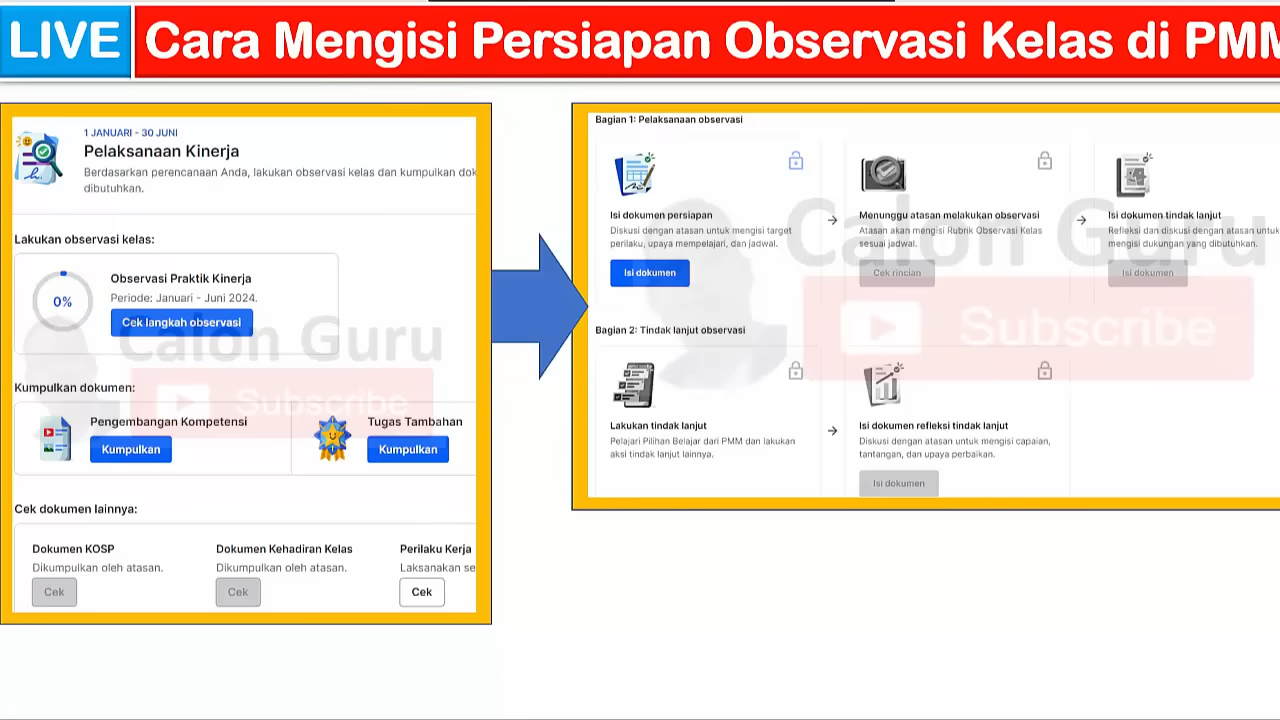 LIVE
Cara Mengisi Persiapan Observasi Kelas di PMM
1 JANUARI - 30 JUNI
Pelaksanaan Kinerja
Berdasarkan perencanaan Anda, lakukan observasi kelas dan kumpulkan dok
dibutuhkan.
Lakukan observasi kelas:
0%
Observasi Praktik Kinerja
Periode: Januari - Juni 2024.
Cek langkah observasi
Calon Guru
Subscribe
Kumpulkan dokumen:
Pengembangan Kompetensi
Kumpulkan
Tugas Tambahan
Kumpulkan
Cek dokumen lainnya:
Dokumen KOSP
Dikumpulkan oleh atasan.
Cek
Dokumen Kehadiran Kelas
Dikumpulkan oleh atasan.
Cek
Perilaku Kerja
Laksanakan se
Cek
Bagian 1: Pelaksanaan observasi
Isi dokumen persiapan
Diskusi dengan atasan untuk mengisi target
perilaku, upaya mempelajari, dan jadwal.
Isi dokumen
Menunggu atasan melakukan observasi
Atasan akan mengisi Rubrik Observasi Kelas
sesuai jadwal.
Cek rincian
Isi dokumen tindak lanjut
Refleksi dan diskusi dengan atasan untuk
mengisi dukungan yang dibutuhkan.
Isi dokumen
Calon Guru
Subscribe
Bagian 2: Tindak lanjut observasi
Lakukan tindak lanjut
Pelajari Pilihan Belajar dari PMM dan lakukan
aksi tindak lanjut lainnya.
Isi dokumen refleksi tindak lanjut
Diskusi dengan atasan untuk mengisi capaian,
tantangan, dan upaya perbaikan.
Isi dokumen